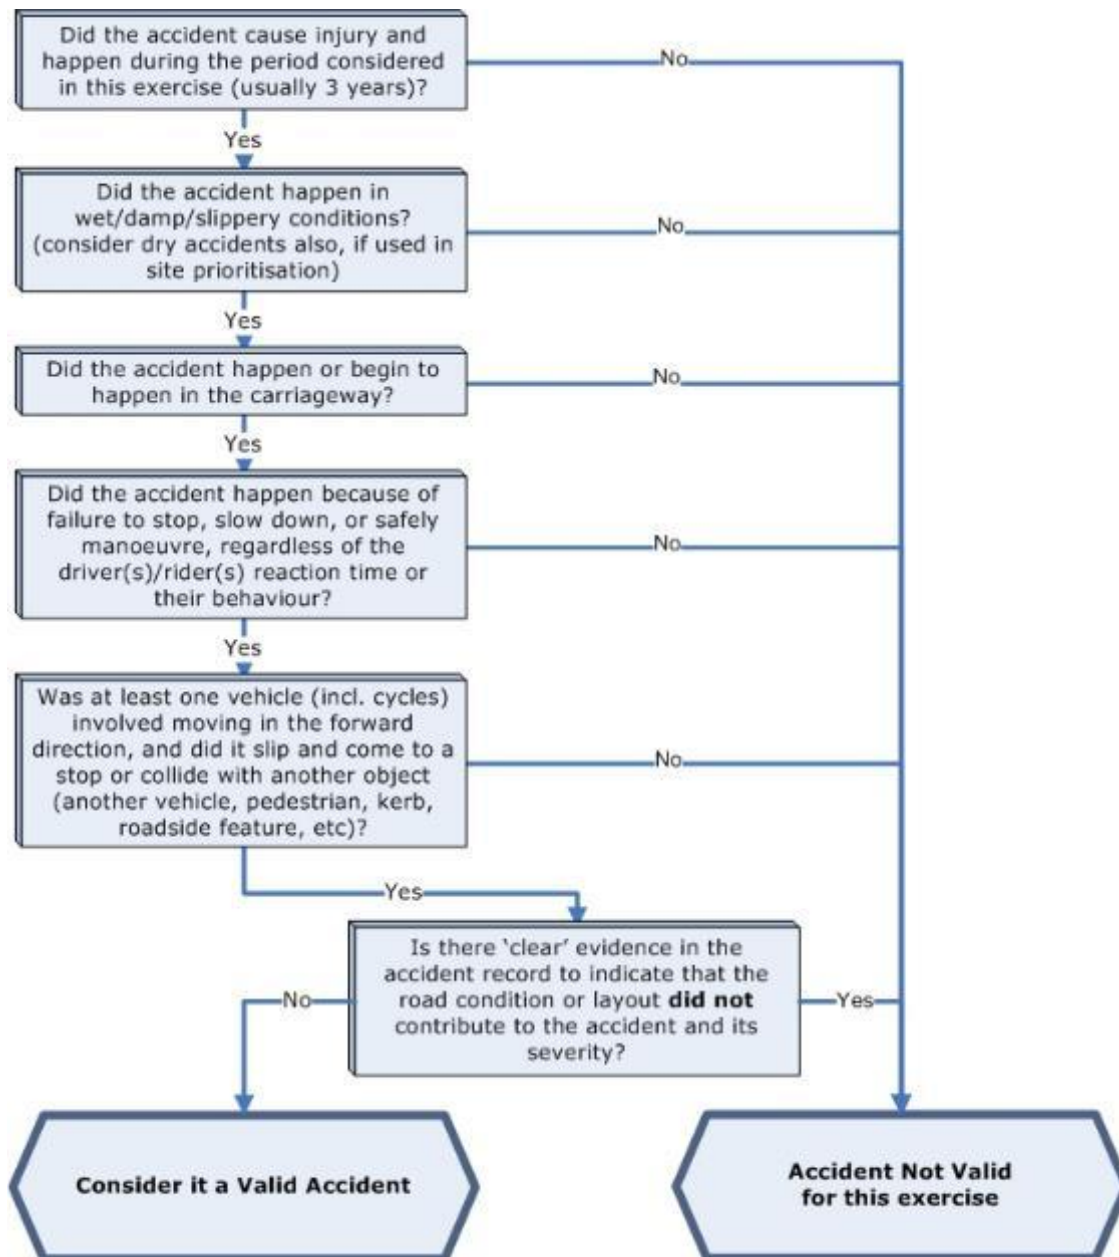 Did the accident cause injury and
happen during the period considered
in this exercise (usually 3 years)?
No
Yes
Did the accident happen in
wet/damp/slippery conditions?
(consider dry accidents also, if used in
site prioritisation)
No
Yes
Did the accident happen or begin to
happen in the carriageway?
No
Yes
Did the accident happen because of
failure to stop, slow down, or safely
manoeuvre, regardless of the
driver(s)/rider(s) reaction time or
their behaviour?
No
Yes
Was at least one vehicle (incl. cycles)
involved moving in the forward
direction, and did it slip and come to a
stop or collide with another object
(another vehicle, pedestrian, kerb,
roadside feature, etc)?
No
Yes
Is there ‘clear’ evidence in the
accident record to indicate that the
road condition or layout did not
contribute to the accident and its
severity?
No
Yes
Consider it a Valid Accident
Accident Not Valid
for this exercise